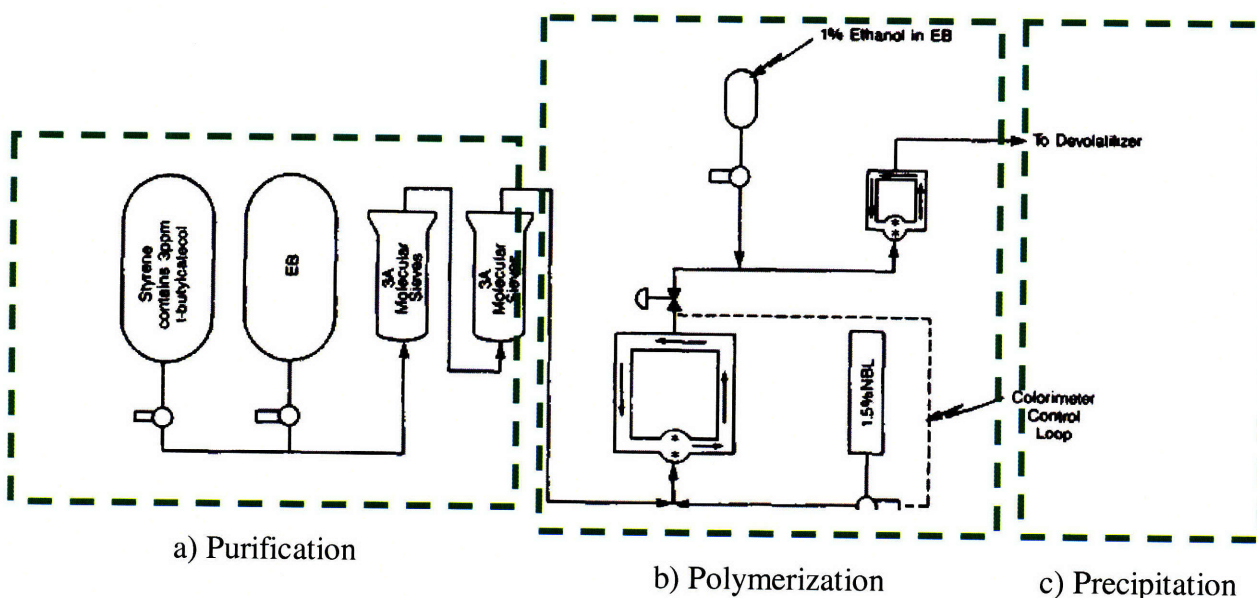 1% Ethanol in EB
To Devolatilizer
Styrene
contains 3ppm
t-butylcatecol
EB
3A
Molecular
Sieves
3A
Molecular
Sieves
1.5%NBL
Colorimeter
Control
Loop
a) Purification
b) Polymerization
c) Precipitation